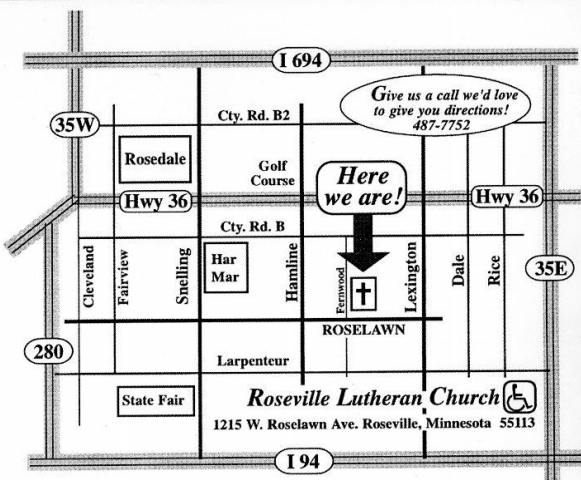 I 694
Give us a call we'd love
to give you directions!
487-7752
35W
Cty. Rd. B2
Rosedale
Golf
Course
Here
we are!
Hwy 36
Hwy 36
Cty. Rd. B
Cleveland
Fairview
Snelling
Har
Mar
Hamline
Fernwood
Lexington
Dale
Rice
35E
ROSELAWN
280
Larpenteur
State Fair
Roseville Lutheran Church
1215 W. Roselawn Ave. Roseville, Minnesota 55113
I 94